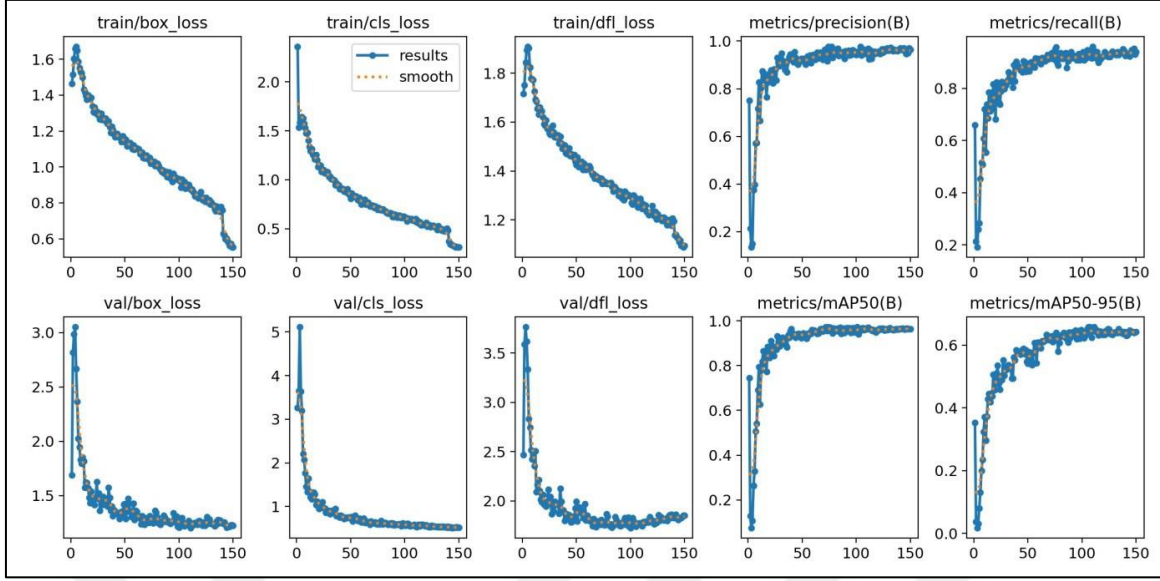 train/box_loss
train/cls_loss
train/dfl_loss
metrics/precision(B)
metrics/recall(B)
1.6
1.4
1.2
1.0
0.8
0.6
0 50 100 150
2.5
2.0
1.5
1.0
0.5
0 50 100 150
results
smooth
1.8
1.6
1.4
1.2
0 50 100 150
1.0
0.8
0.6
0.4
0.2
0 50 100 150
0.8
0.6
0.4
0.2
0 50 100 150
val/box_loss
val/cls_loss
val/dfl_loss
metrics/mAP50(B)
metrics/mAP50-95(B)
3.0
2.5
2.0
1.5
0 50 100 150
5
4
3
2
1
0 50 100 150
3.5
3.0
2.5
2.0
0 50 100 150
1.0
0.8
0.6
0.4
0.2
0 50 100 150
0.6
0.4
0.2
0.0
0 50 100 150